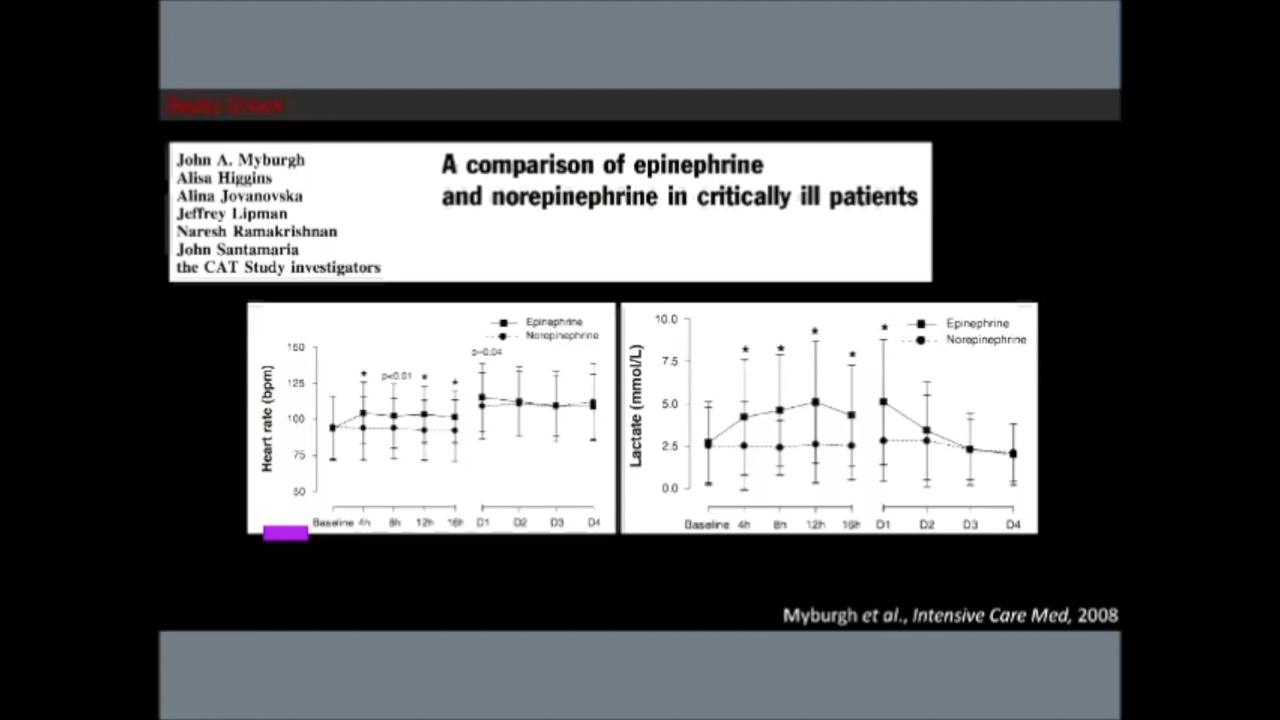 Septic Shock
John A. Myburgh
Alisa Higgins
Alina Jovanovska
Jeffrey Lipman
Naresh Ramakrishnan
John Santamaria
the CAT Study investigators
A comparison of epinephrine
and norepinephrine in critically ill patients
Epinephrine
Norepinephrine
Heart rate (bpm)
150
125
100
75
50
p<0.01
p=0.04
* * *
Baseline 4h 8h 12h 16h D1 D2 D3 D4
Epinephrine
Norepinephrine
Lactate (mmol/L)
10.0
7.5
5.0
2.5
0.0
* * * * *
Baseline 4h 8h 12h 16h D1 D2 D3 D4
Myburgh et al., Intensive Care Med, 2008